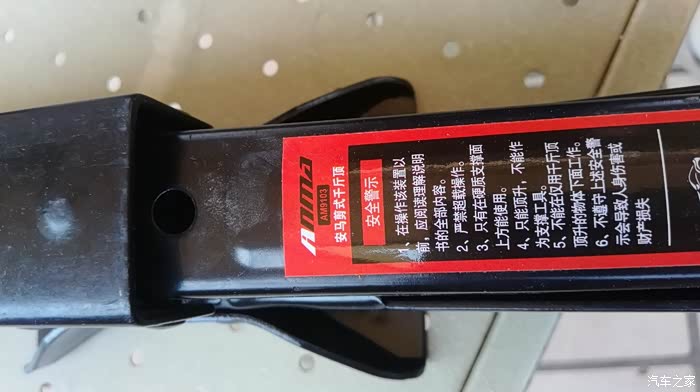 Anma
AM9103
安马剪式千斤顶
安全警示
1、在操作该装置以
前，应阅读理解说明
书的全部内容。
2、严禁超载操作。
3、只有在硬质支撑面
上方能使用。
4、只能顶升，不能作
为支撑工具。
5、不能在仅用千斤顶
顶升的物体下面工作。
6、不遵守上述安全警
示会导致人身伤害或
财产损失
汽车之家